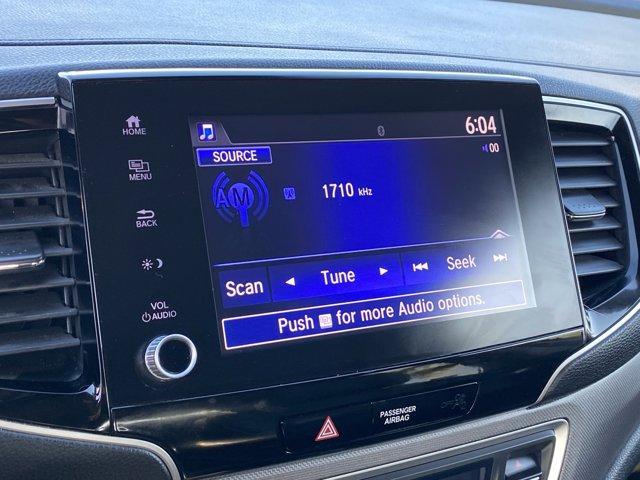 6:04
HOME
SOURCE
00
MENU
AM
1710 kHz
BACK
Scan Tune Seek
VOL
AUDIO
Push for more Audio options.
PASSENGER
AIRBAG